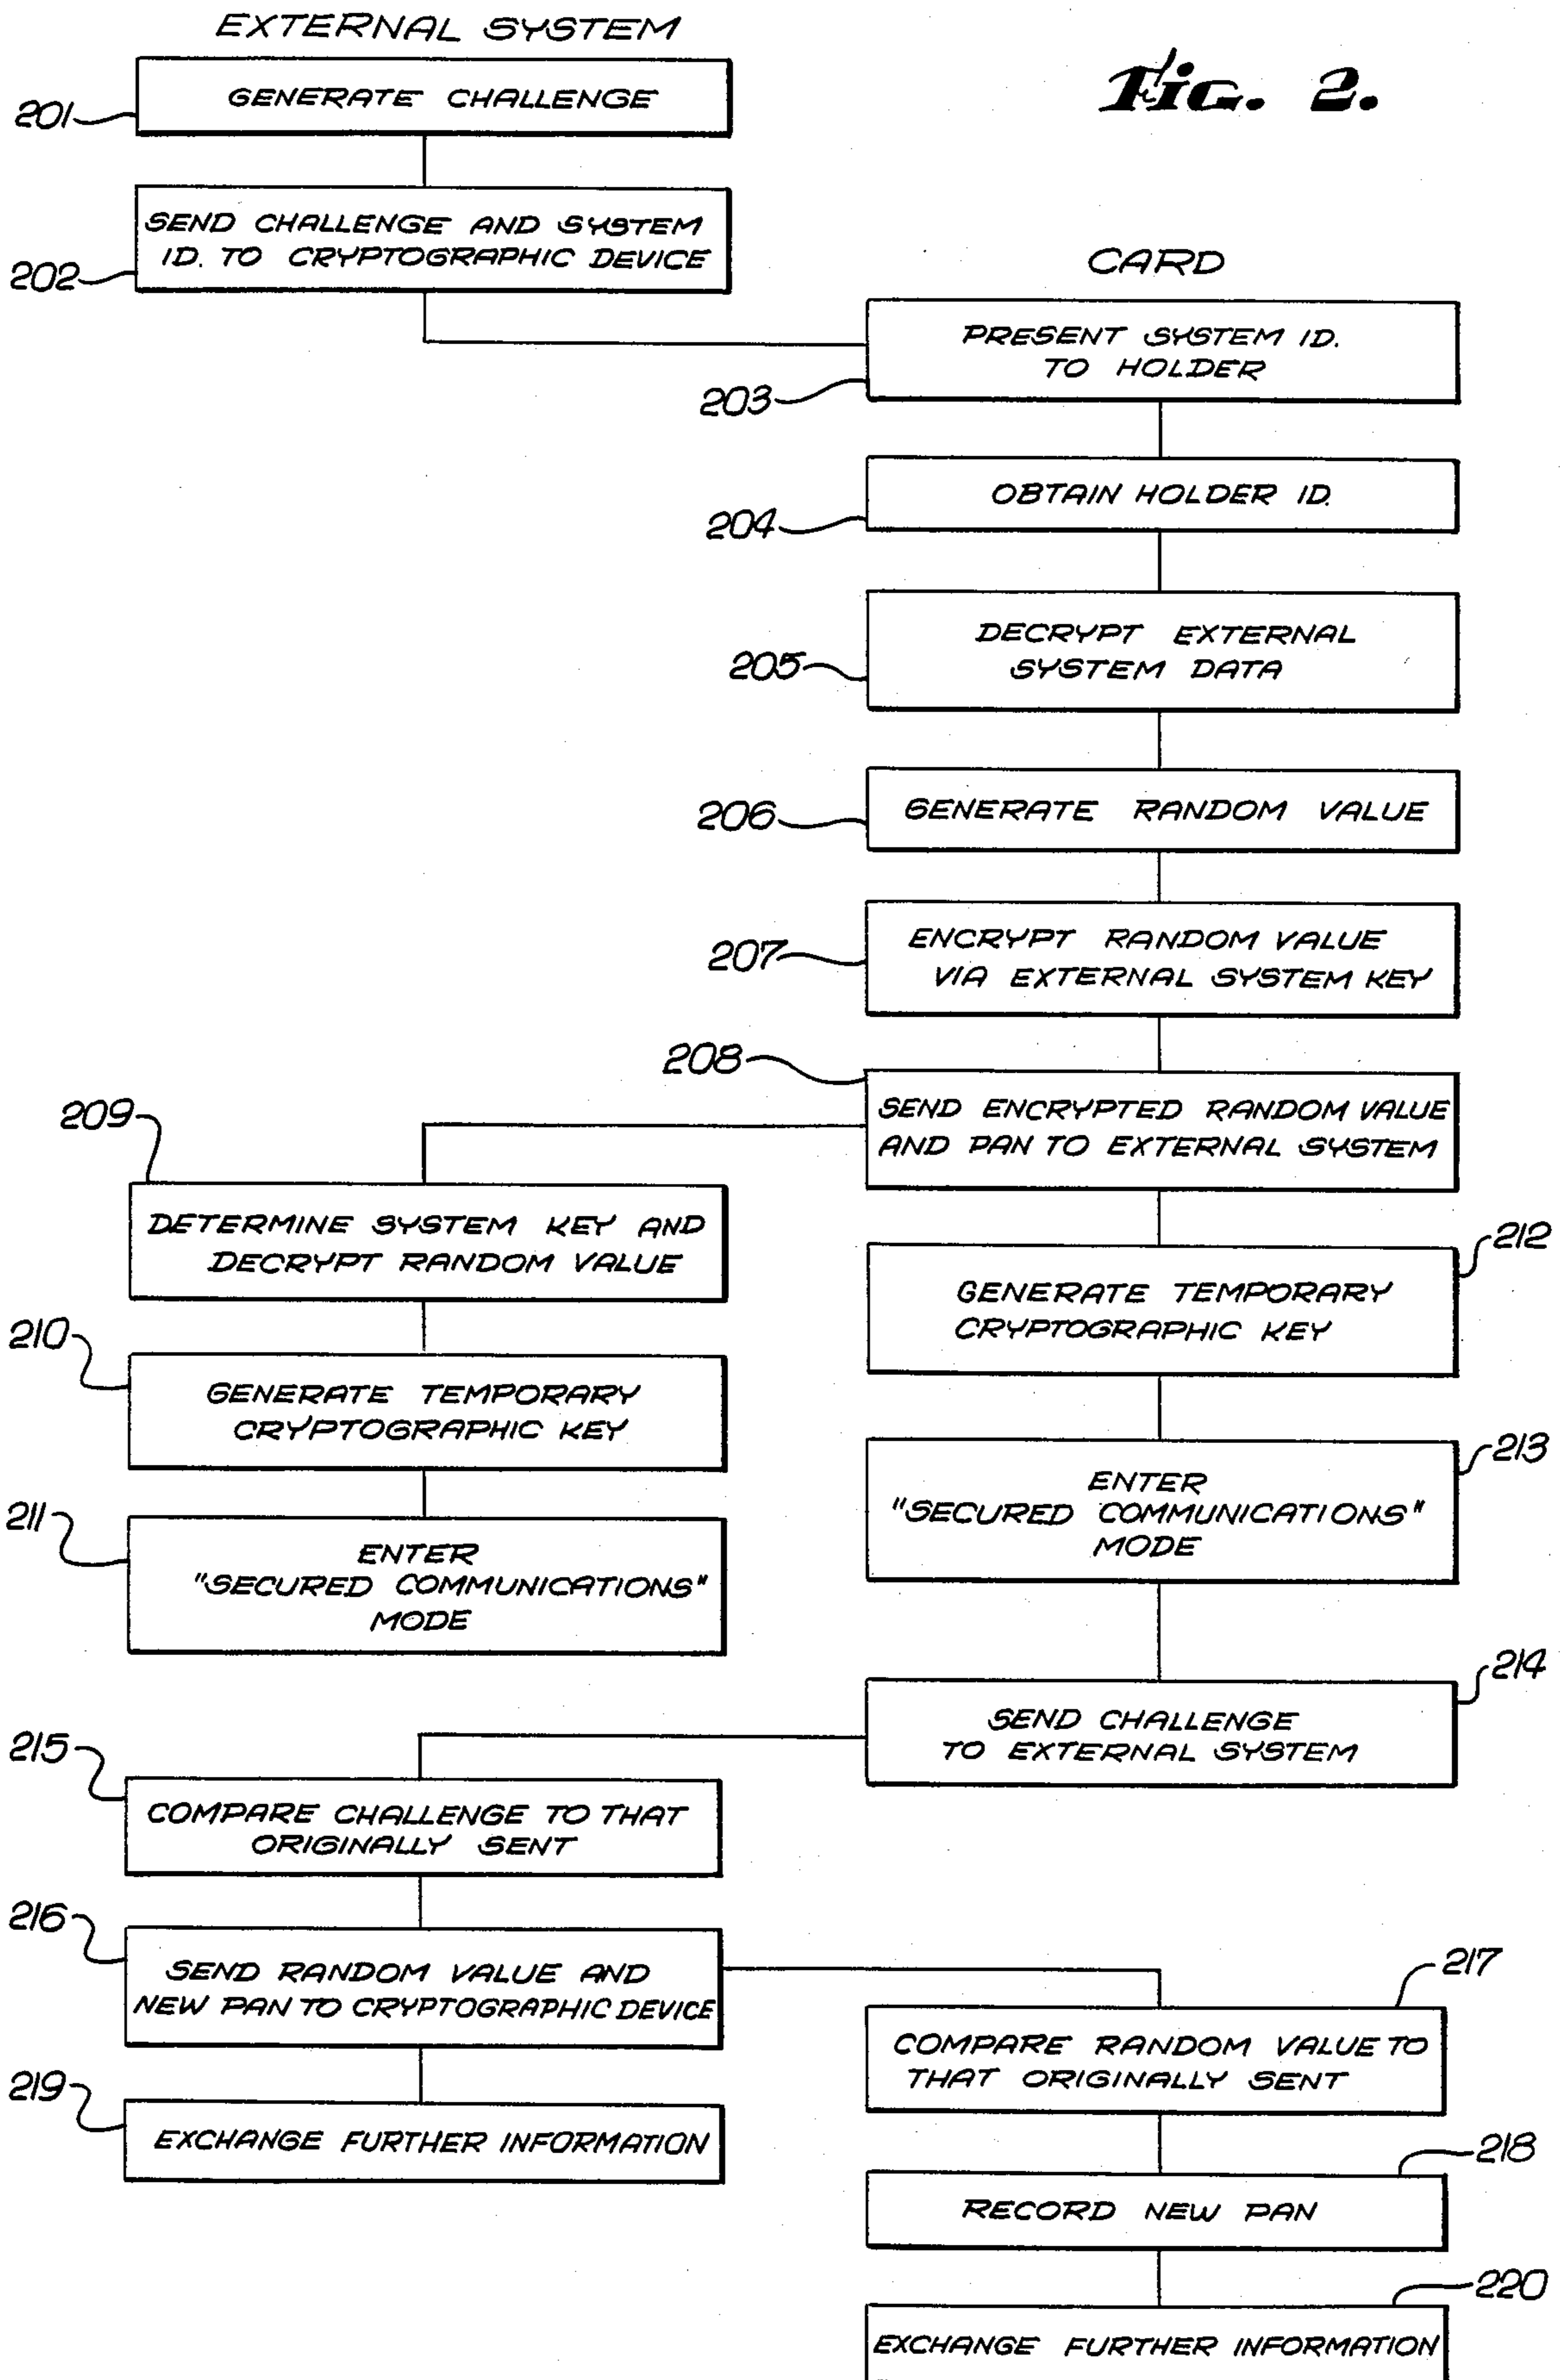 EXTERNAL SYSTEM
Fig. 2.
201
GENERATE CHALLENGE
202
SEND CHALLENGE AND SYSTEM
ID. TO CRYPTOGRAPHIC DEVICE
CARD
203
PRESENT SYSTEM ID.
TO HOLDER
204
OBTAIN HOLDER ID.
205
DECRYPT EXTERNAL
SYSTEM DATA
206
GENERATE RANDOM VALUE
207
ENCRYPT RANDOM VALUE
VIA EXTERNAL SYSTEM KEY
208
SEND ENCRYPTED RANDOM VALUE
AND PAN TO EXTERNAL SYSTEM
209
DETERMINE SYSTEM KEY AND
DECRYPT RANDOM VALUE
210
GENERATE TEMPORARY
CRYPTOGRAPHIC KEY
211
ENTER
"SECURED COMMUNICATIONS"
MODE
212
GENERATE TEMPORARY
CRYPTOGRAPHIC KEY
213
ENTER
"SECURED COMMUNICATIONS"
MODE
214
SEND CHALLENGE
TO EXTERNAL SYSTEM
215
COMPARE CHALLENGE TO THAT
ORIGINALLY SENT
216
SEND RANDOM VALUE AND
NEW PAN TO CRYPTOGRAPHIC DEVICE
217
COMPARE RANDOM VALUE TO
THAT ORIGINALLY SENT
218
RECORD NEW PAN
219
EXCHANGE FURTHER INFORMATION
220
EXCHANGE FURTHER INFORMATION